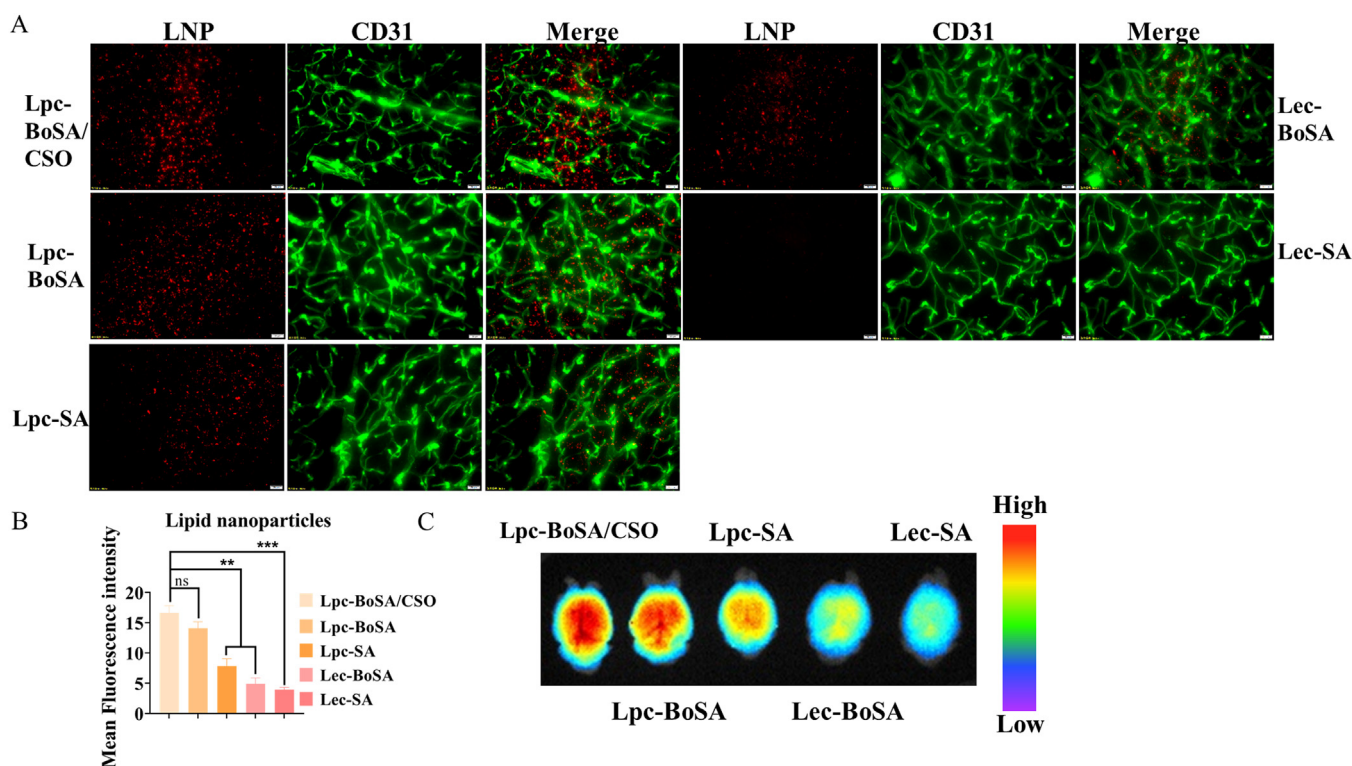 A
LNP CD31 Merge LNP CD31 Merge
Lpc-
BoSA/
CSO
Lec-
BoSA
Lpc-
BoSA
Lec-SA
Lpc-SA
B
Lipid nanoparticles
Mean Fluorescence intensity
***
**
ns
20
15
10
5
0
Lpc-BoSA/CSO
Lpc-BoSA
Lpc-SA
Lec-BoSA
Lec-SA
C
Lpc-BoSA/CSO Lpc-SA Lec-SA
Lpc-BoSA Lec-BoSA
High
Low